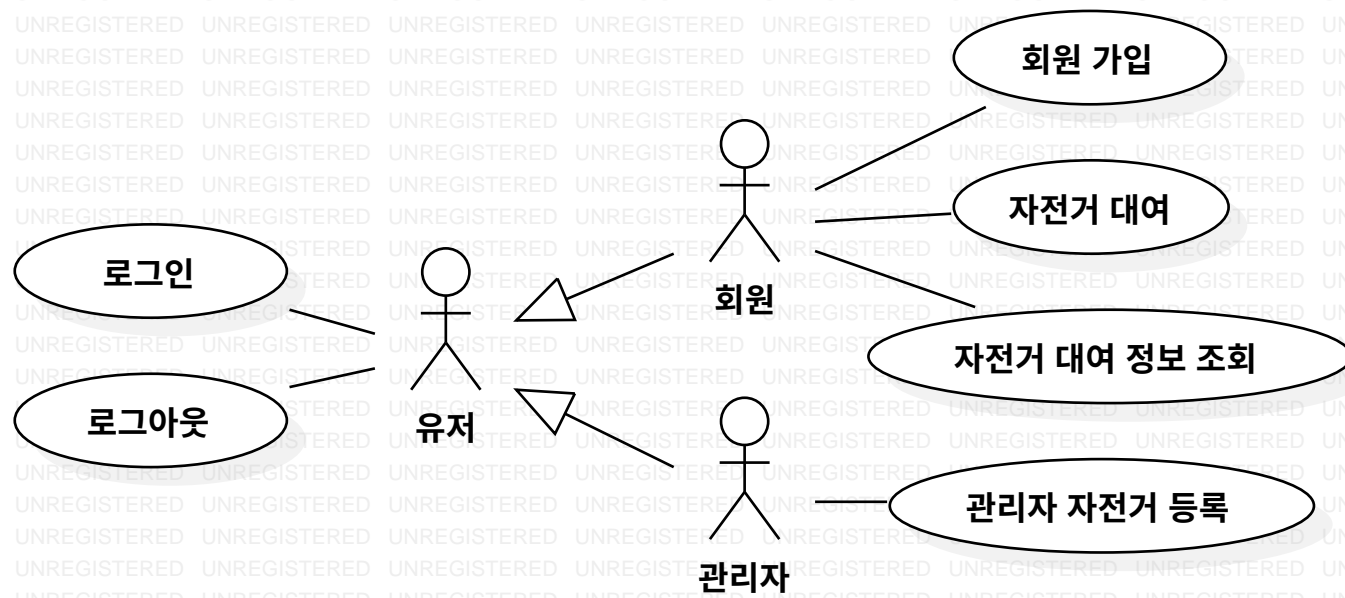 회원 가입
자전거 대여
로그인
회원
자전거 대여 정보 조회
로그아웃
유저
관리자 자전거 등록
관리자